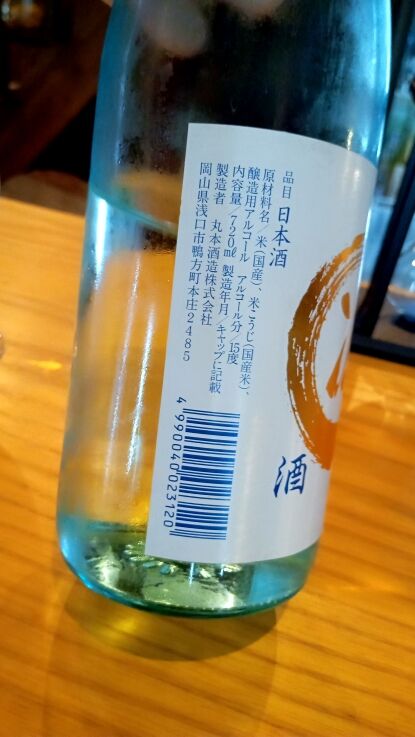 品目 日本酒
原材料名／米(国産)、米こうじ(国産米)、
醸造用アルコール アルコール分／15度
内容量／720mℓ 製造年月／キャップに記載
製造者 丸本酒造株式会社
岡山県浅口市鴨方町本庄2485
酒
4 990040 023120